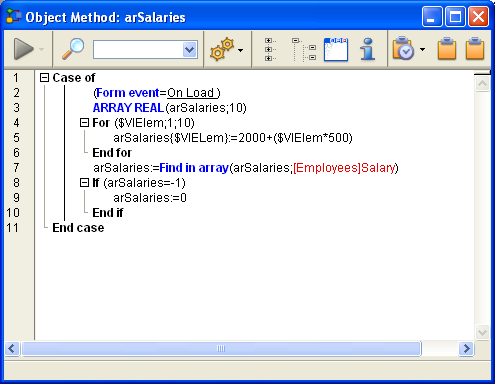 Object Method: arSalaries
1 Case of
2 (Form event=On Load )
3 ARRAY REAL(arSalaries;10)
4 For ($VlElem;1;10)
5 arSalaries{$VlELem}:=2000+($VlElem*500)
6 End for
7 arSalaries:=Find in array(arSalaries;[Employees]Salary)
8 If (arSalaries=-1)
9 arSalaries:=0
10 End if
11 End case